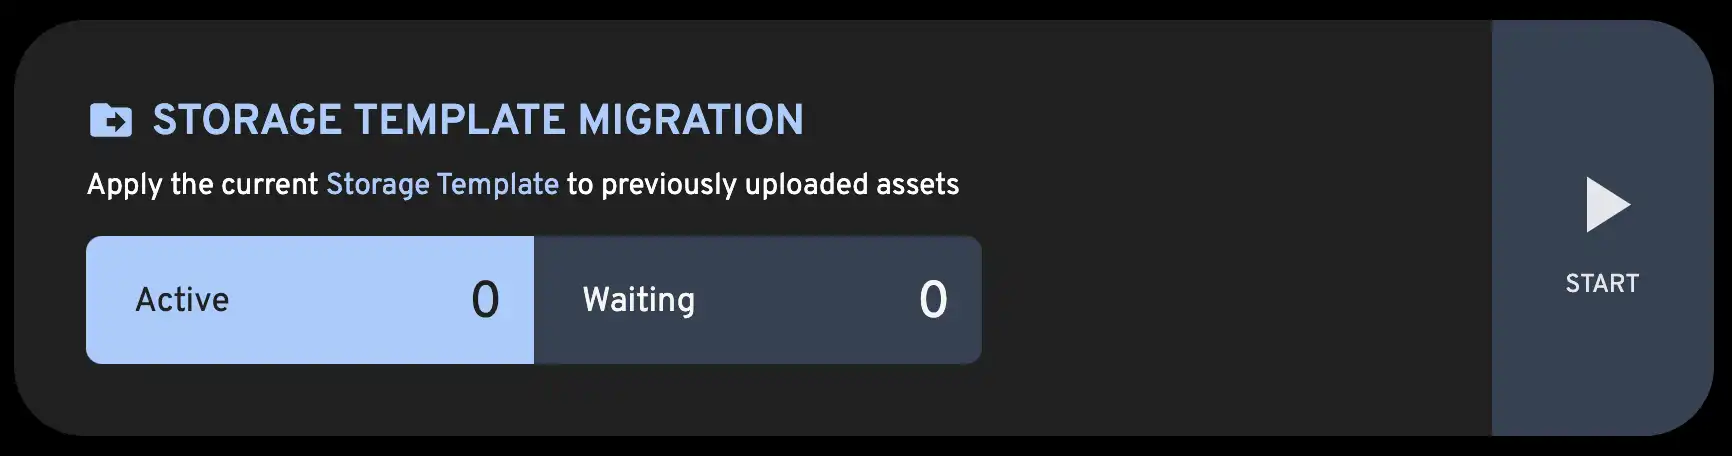 STORAGE TEMPLATE MIGRATION
Apply the current Storage Template to previously uploaded assets
Active 0 Waiting 0
START